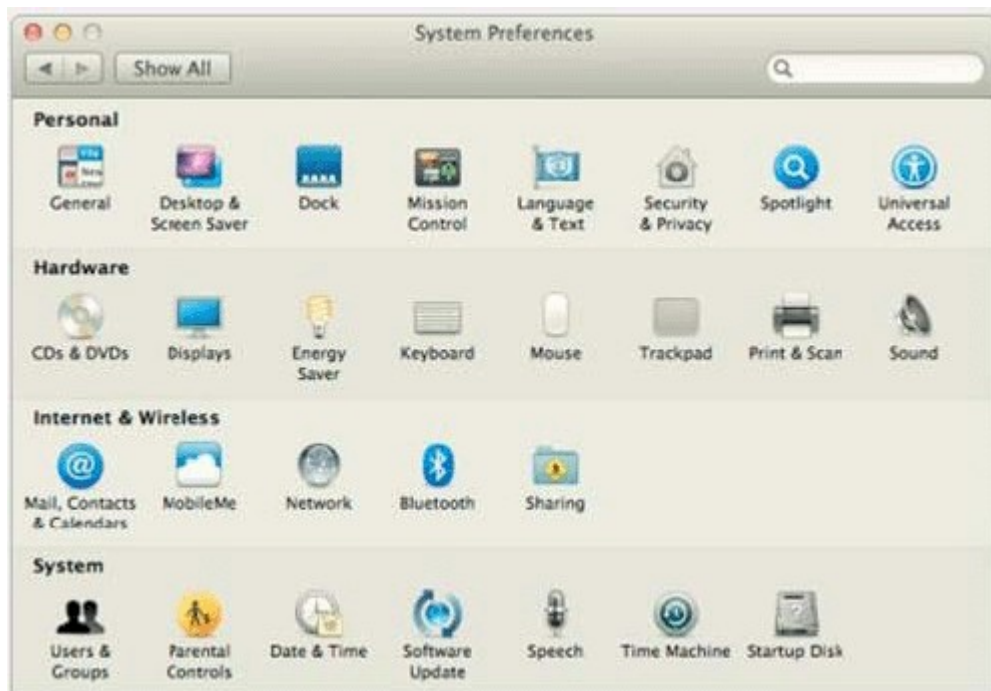 System Preferences
Show All
Personal
General
Desktop & Screen Saver
Dock
Mission Control
Language & Text
Security & Privacy
Spotlight
Universal Access
Hardware
CDs & DVDs
Displays
Energy Saver
Keyboard
Mouse
Trackpad
Print & Scan
Sound
Internet & Wireless
Mail, Contacts & Calendars
MobileMe
Network
Bluetooth
Sharing
System
Users & Groups
Parental Controls
Date & Time
Software Update
Speech
Time Machine
Startup Disk